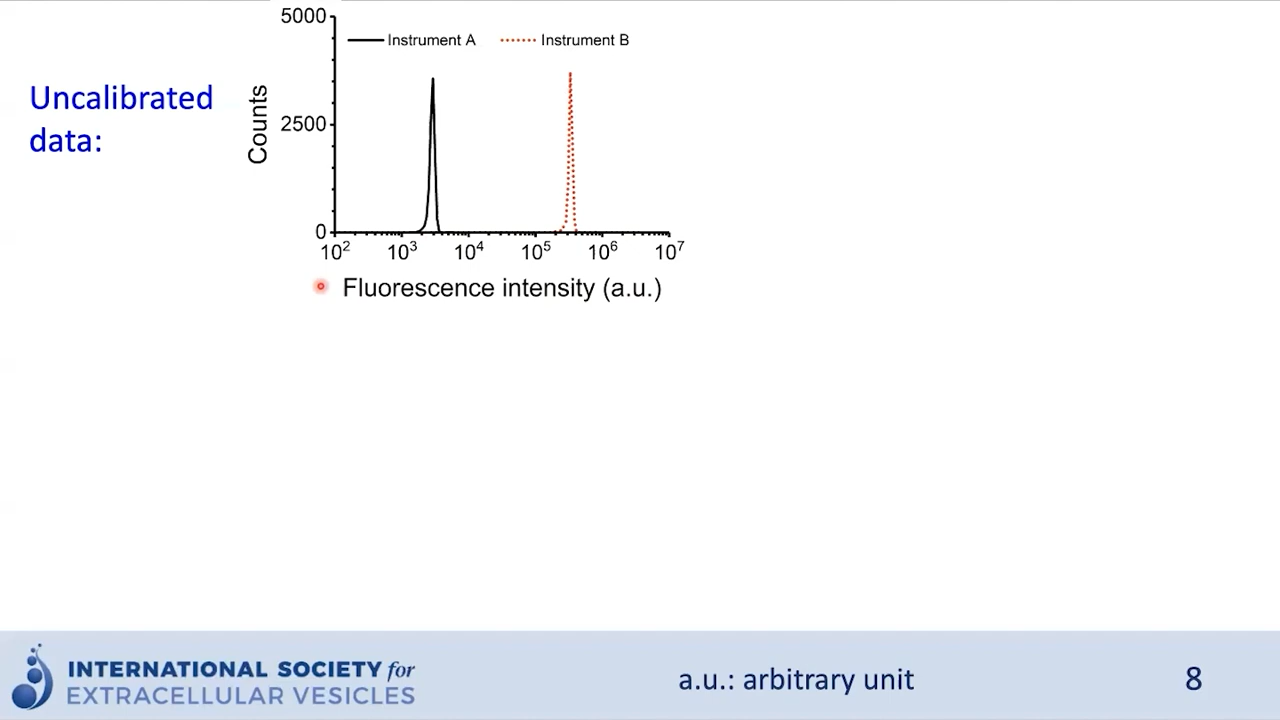 Uncalibrated
data:
5000
2500
0
Counts
Instrument A
Instrument B
10² 10³ 10⁴ 10⁵ 10⁶ 10⁷
Fluorescence intensity (a.u.)
INTERNATIONAL SOCIETY for
EXTRACELLULAR VESICLES
a.u.: arbitrary unit
8